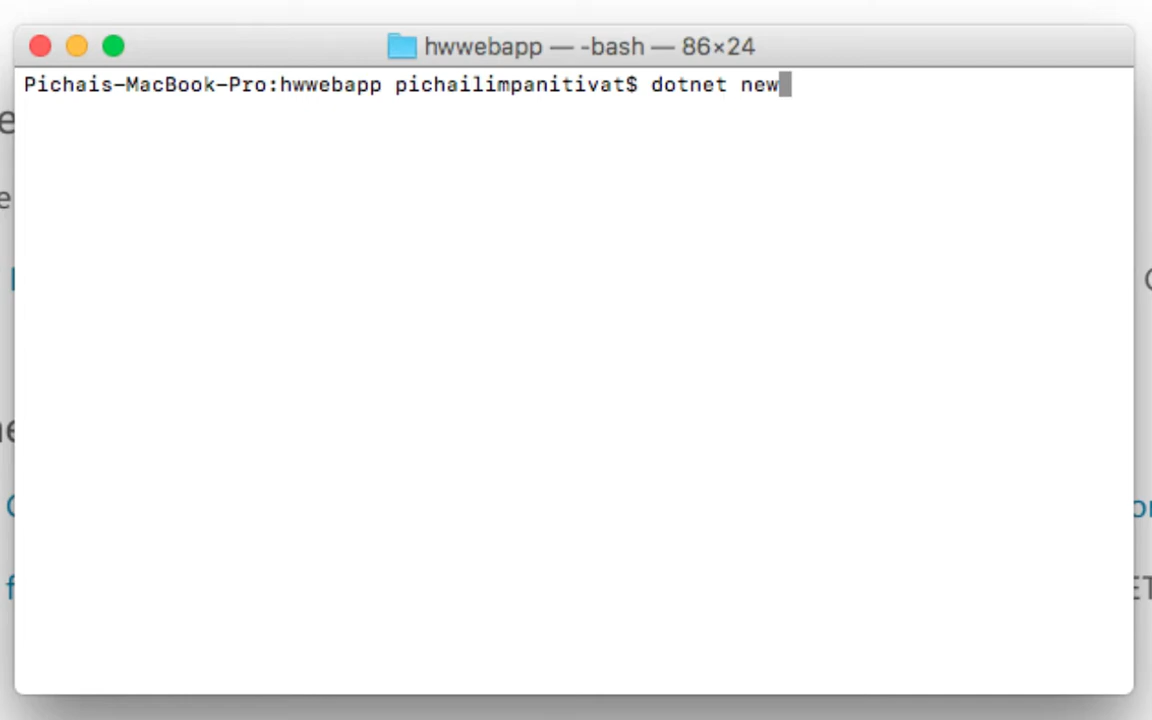 hwwebapp — -bash — 86×24
Pichais-MacBook-Pro:hwwebapp pichailimpanitivat$ dotnet new